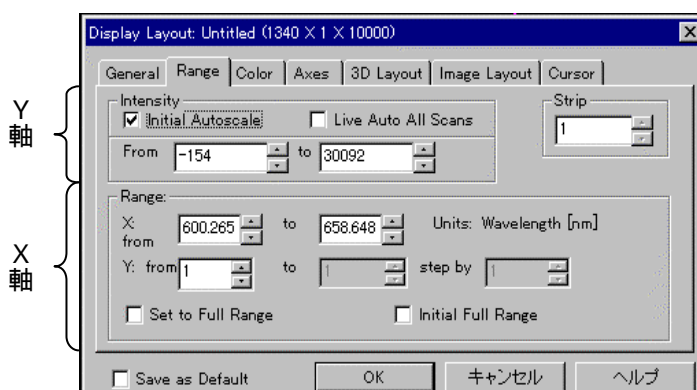 Display Layout: Untitled (1340 X 1 X 10000)
General Range Color Axes 3D Layout Image Layout Cursor
Y
軸
Intensity
Initial Autoscale Live Auto All Scans
From -154 to 30092
Strip
1
X
軸
Range:
X: from 600.265 to 658.648 Units: Wavelength [nm]
Y: from 1 to 1 step by 1
Set to Full Range Initial Full Range
Save as Default OK キャンセル ヘルプ